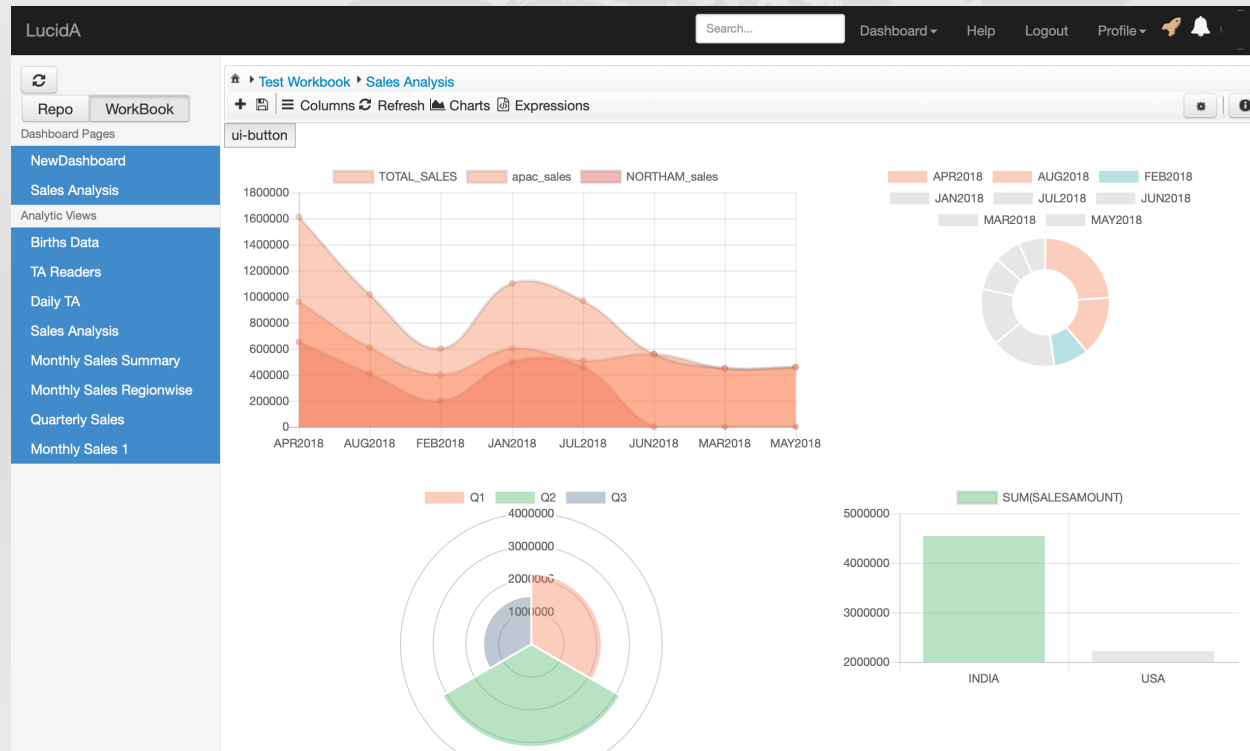 LucidA
Search...
Dashboard
Help
Logout
Profile
Repo
WorkBook
Dashboard Pages
NewDashboard
Sales Analysis
Analytic Views
Births Data
TA Readers
Daily TA
Sales Analysis
Monthly Sales Summary
Monthly Sales Regionwise
Quarterly Sales
Monthly Sales 1
Test Workbook
Sales Analysis
Columns
Refresh
Charts
Expressions
ui-button
TOTAL_SALES
apac_sales
NORTHAM_sales
1800000
1600000
1400000
1200000
1000000
800000
600000
400000
200000
0
APR2018
AUG2018
FEB2018
JAN2018
JUL2018
JUN2018
MAR2018
MAY2018
APR2018
AUG2018
FEB2018
JAN2018
JUL2018
JUN2018
MAR2018
MAY2018
Q1
Q2
Q3
4000000
3000000
2000000
1000000
SUM(SALESAMOUNT)
5000000
4000000
3000000
2000000
INDIA
USA